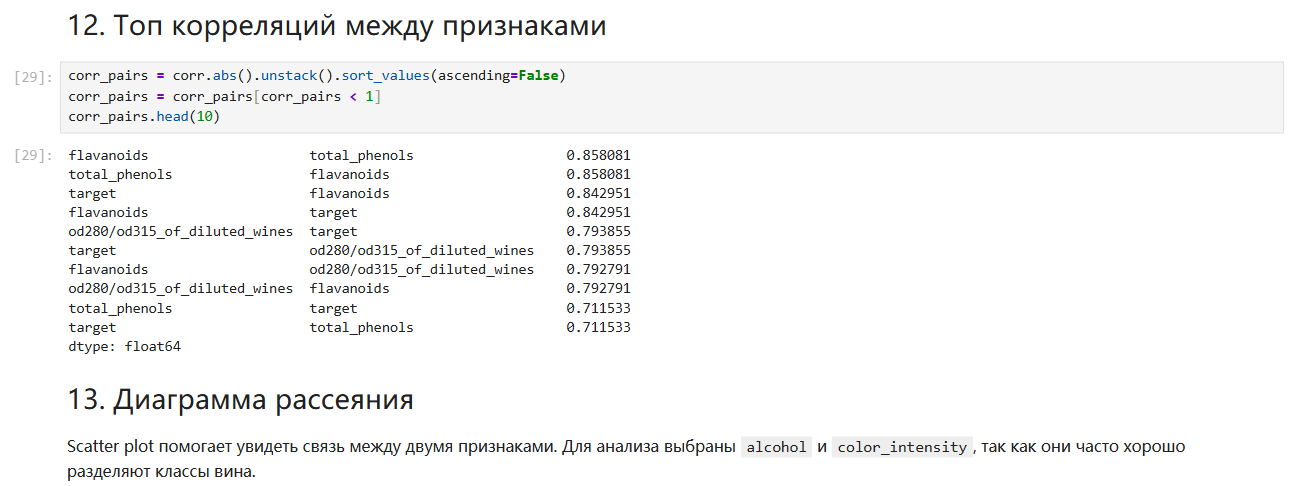 12. Топ корреляций между признаками
[29]: corr_pairs = corr.abs().unstack().sort_values(ascending=False)
corr_pairs = corr_pairs[corr_pairs < 1]
corr_pairs.head(10)
[29]: flavanoids total_phenols 0.858081
total_phenols flavanoids 0.858081
target flavanoids 0.842951
flavanoids target 0.842951
od280/od315_of_diluted_wines target 0.793855
target od280/od315_of_diluted_wines 0.793855
flavanoids od280/od315_of_diluted_wines 0.792791
od280/od315_of_diluted_wines flavanoids 0.792791
total_phenols target 0.711533
target total_phenols 0.711533
dtype: float64
13. Диаграмма рассеяния
Scatter plot помогает увидеть связь между двумя признаками. Для анализа выбраны alcohol и color_intensity, так как они часто хорошо
разделяют классы вина.